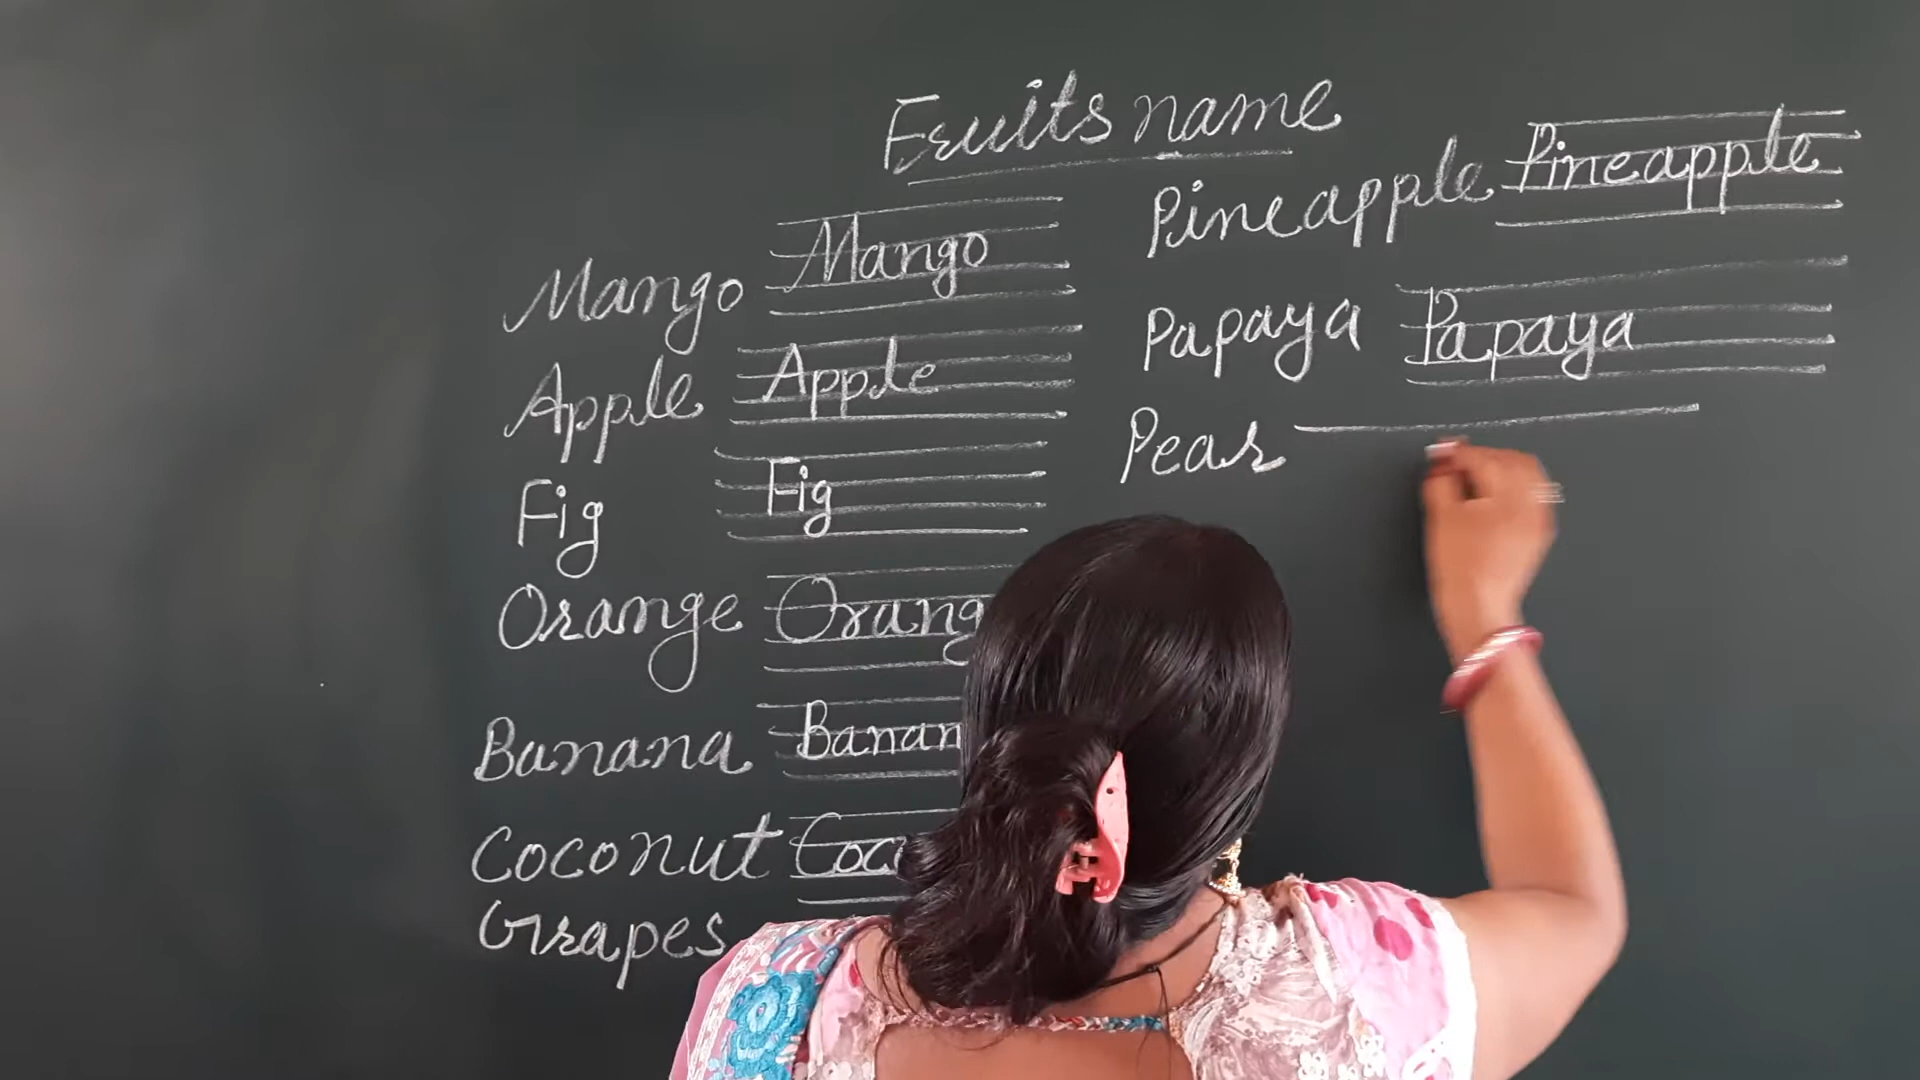 Fruits name
Mango Mango
Apple Apple
Fig Fig
Orange Orang
Banana Banan
Coconut Coc
Grapes
Pineapple Pineapple
Papaya Papaya
Pear